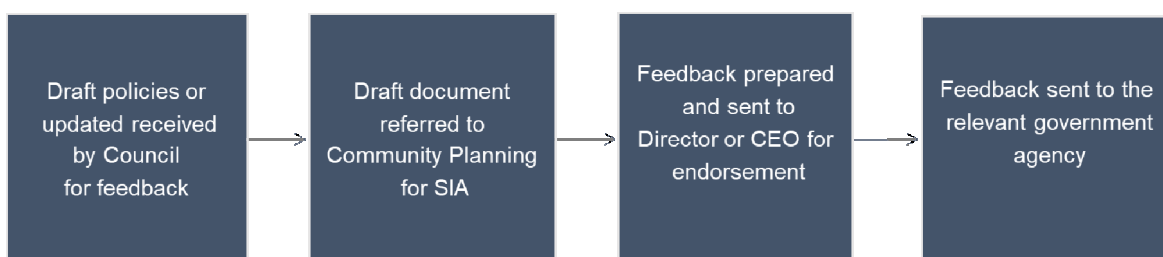 Draft policies or
updated received
by Council
for feedback
Draft document
referred to
Community Planning
for SIA
Feedback prepared
and sent to
Director or CEO for
endorsement
Feedback sent to the
relevant government
agency